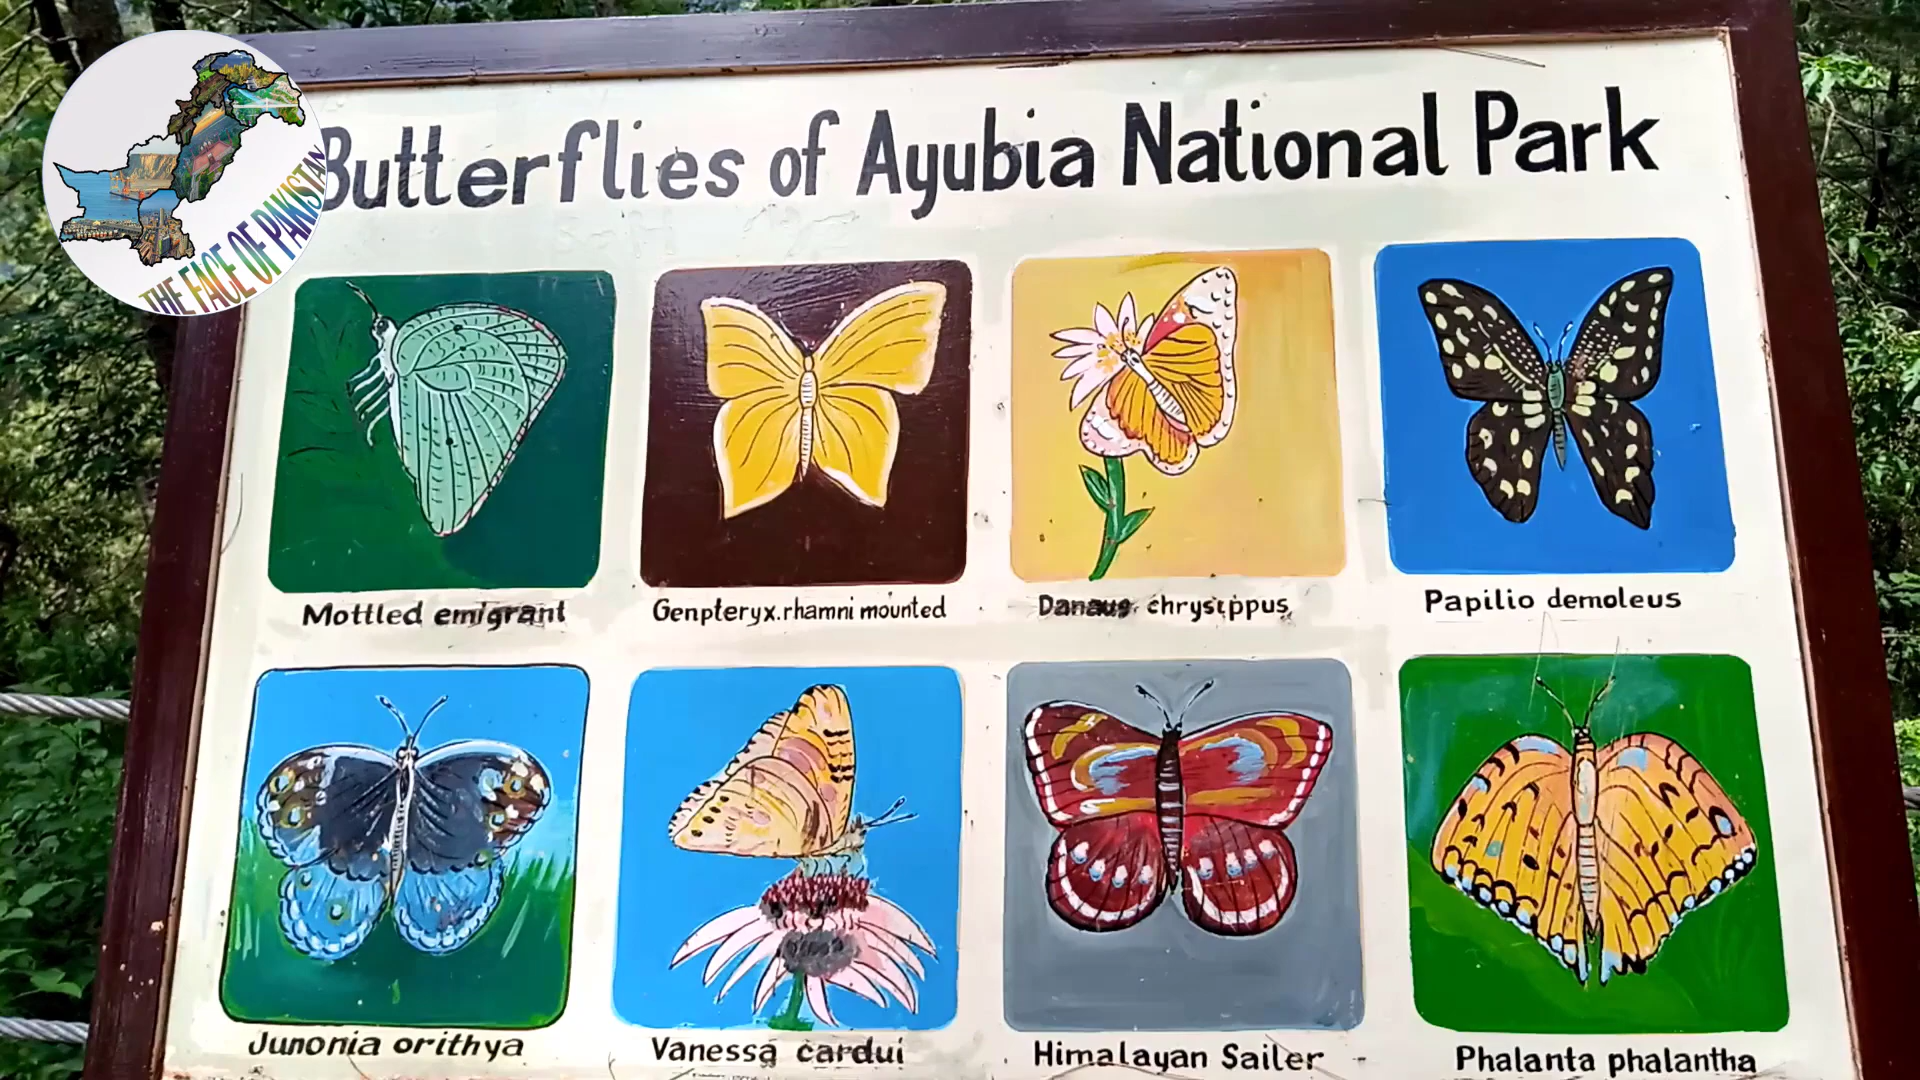 THE FACE OF PAKISTAN
Butterflies of Ayubia National Park
Mottled emigrant
Genpteryx.rhamni mounted
Danaus chrysippus
Papilio demoleus
Junonia orithya
Vanessa cardui
Himalayan Sailer
Phalanta phalantha